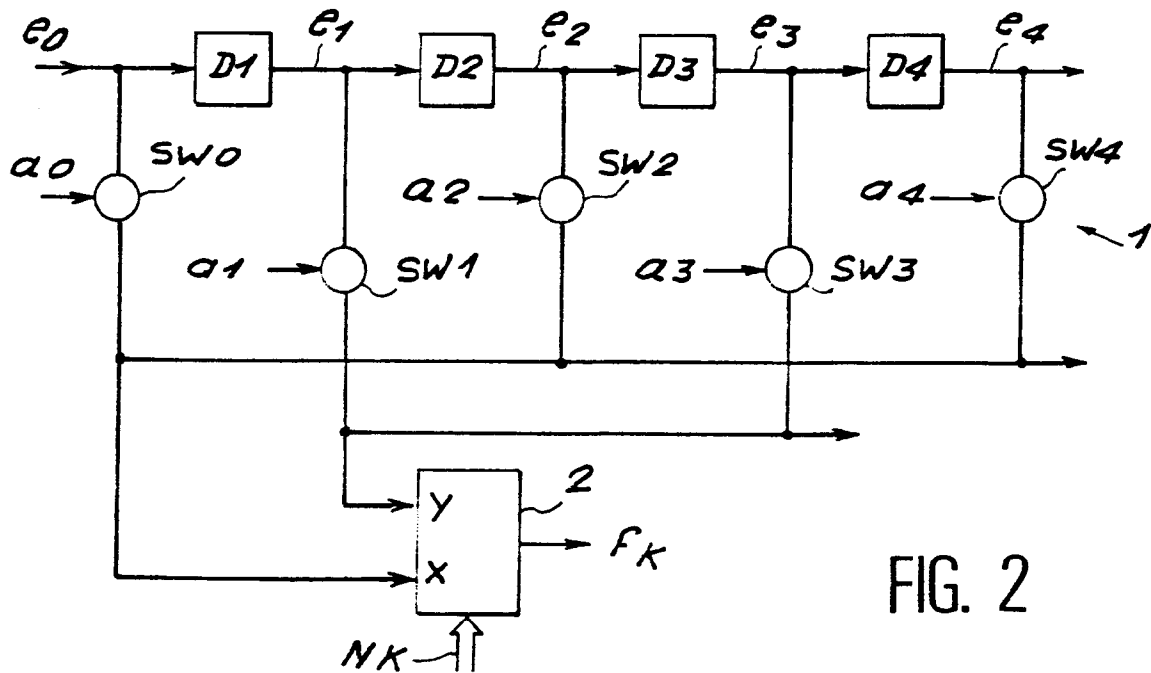 e0 e1 e2 e3 e4
D1 D2 D3 D4
a0 SW0 a2 SW2 a4 SW4
1
a1 SW1 a3 SW3
2
Y
FK
X
NK
FIG. 2